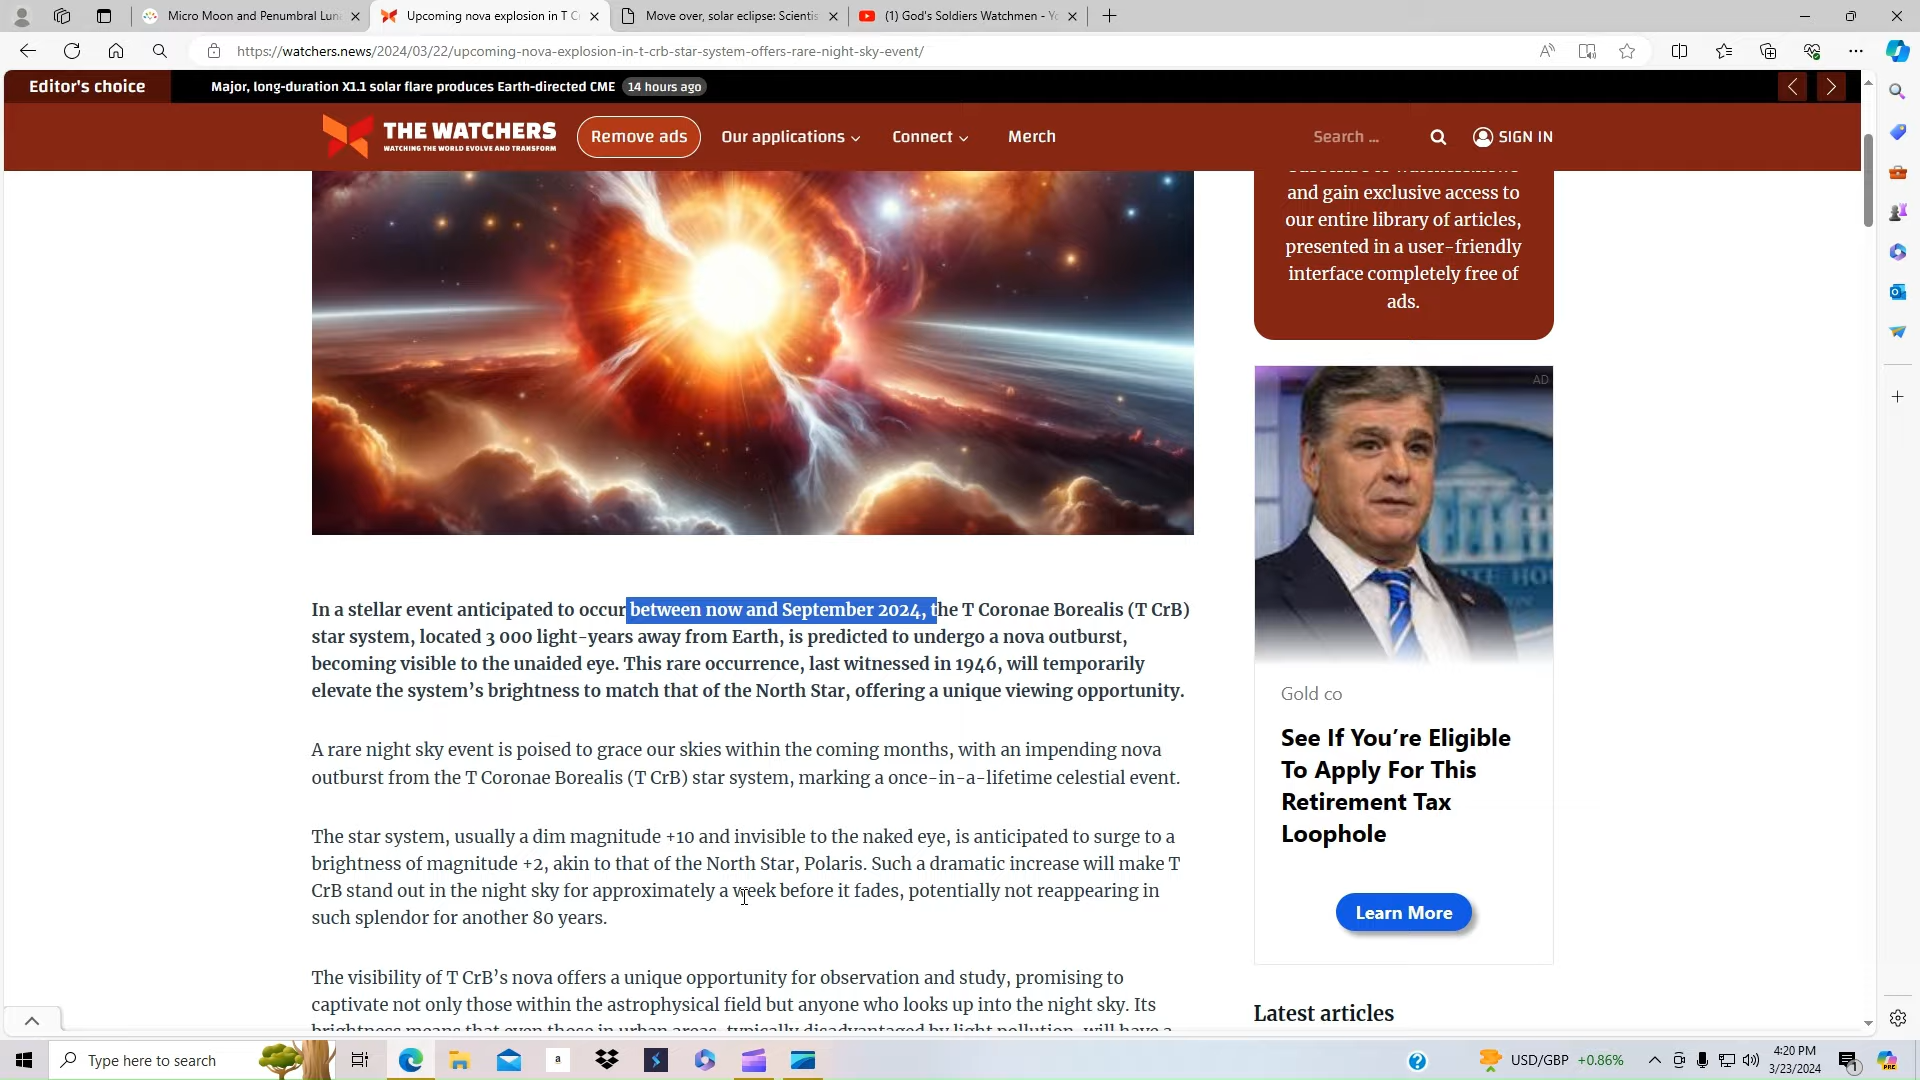 Micro Moon and Penumbral Luna
Upcoming nova explosion in T C
Move over, solar eclipse: Scientis
(1) God's Soldiers Watchmen - Yo
https://watchers.news/2024/03/22/upcoming-nova-explosion-in-t-crb-star-system-offers-rare-night-sky-event/
Editor's choice
Major, long-duration X1.1 solar flare produces Earth-directed CME
14 hours ago
THE WATCHERS
WATCHING THE WORLD EVOLVE AND TRANSFORM
Remove ads
Our applications
Connect
Merch
Search ...
SIGN IN
and gain exclusive access to
our entire library of articles,
presented in a user-friendly
interface completely free of
ads.
AD
In a stellar event anticipated to occur between now and September 2024, the T Coronae Borealis (T CrB)
star system, located 3 000 light-years away from Earth, is predicted to undergo a nova outburst,
becoming visible to the unaided eye. This rare occurrence, last witnessed in 1946, will temporarily
elevate the system's brightness to match that of the North Star, offering a unique viewing opportunity.
A rare night sky event is poised to grace our skies within the coming months, with an impending nova
outburst from the T Coronae Borealis (T CrB) star system, marking a once-in-a-lifetime celestial event.
The star system, usually a dim magnitude +10 and invisible to the naked eye, is anticipated to surge to a
brightness of magnitude +2, akin to that of the North Star, Polaris. Such a dramatic increase will make T
CrB stand out in the night sky for approximately a week before it fades, potentially not reappearing in
such splendor for another 80 years.
The visibility of T CrB's nova offers a unique opportunity for observation and study, promising to
captivate not only those within the astrophysical field but anyone who looks up into the night sky. Its
brightness means that even those in urban areas, typically disadvantaged by light pollution, will have a
Gold co
See If You're Eligible
To Apply For This
Retirement Tax
Loophole
Learn More
Latest articles
Type here to search
a
USD/GBP +0.86%
4:20 PM
3/23/2024
1
PRE